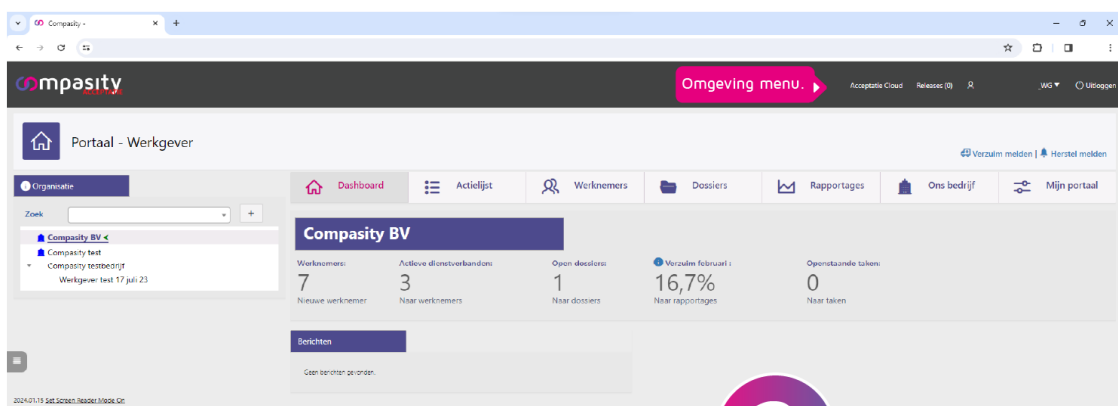 Compasity -
compasity
ACCEPTATIE
Omgeving menu.
Acceptatie Cloud Releases (0) _WG Uitloggen
Portaal - Werkgever
Verzuim melden | Herstel melden
Organisatie
Dashboard Actielijst Werknemers Dossiers Rapportages Ons bedrijf Mijn portaal
Zoek
Compasity BV
Compasity test
Compasity testbedrijf
Werkgever test 17 juli 23
Compasity BV
Werknemers: Actieve dienstverbanden: Open dossiers: Verzuim februari : Openstaande taken:
7 3 1 16,7% 0
Nieuwe werknemer Naar werknemers Naar dossiers Naar rapportages Naar taken
Berichten
Geen berichten gevonden.
2024.01.15 Set Screen Reader Mode On